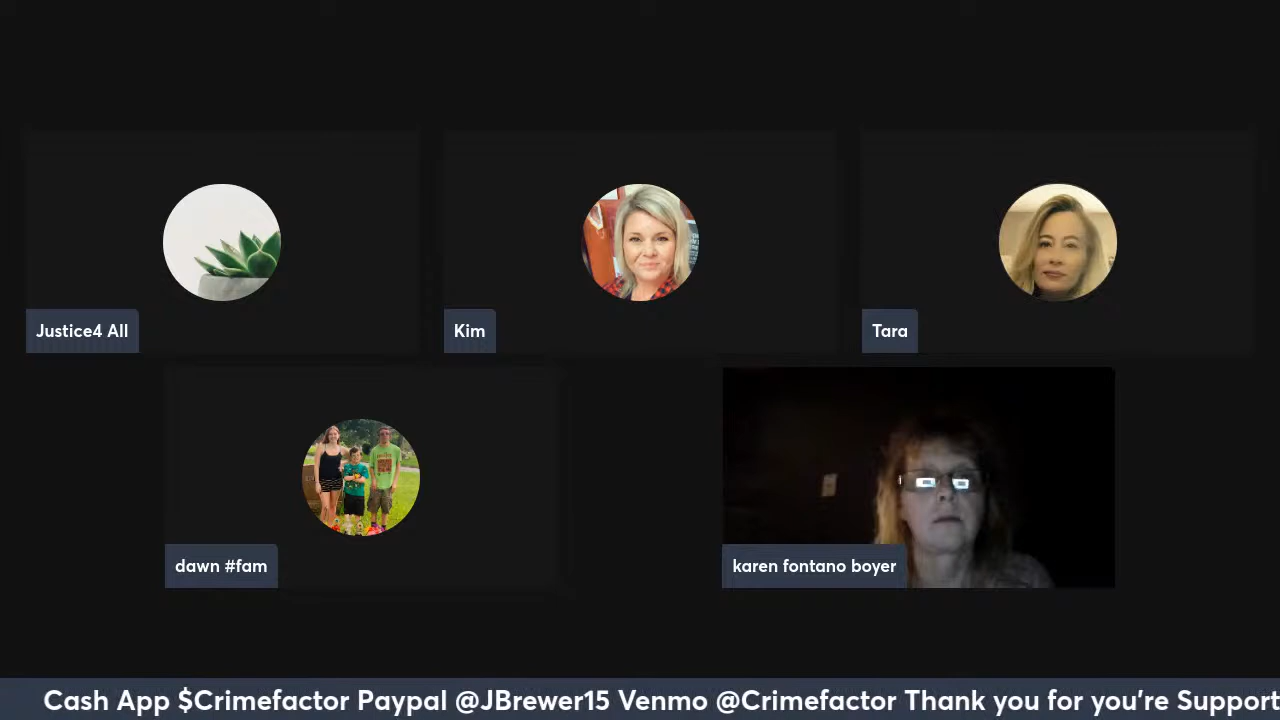 Justice4 All
Kim
Tara
dawn #fam
karen fontano boyer
Cash App $Crimefactor Paypal @JBrewer15 Venmo @Crimefactor Thank you for you're Support